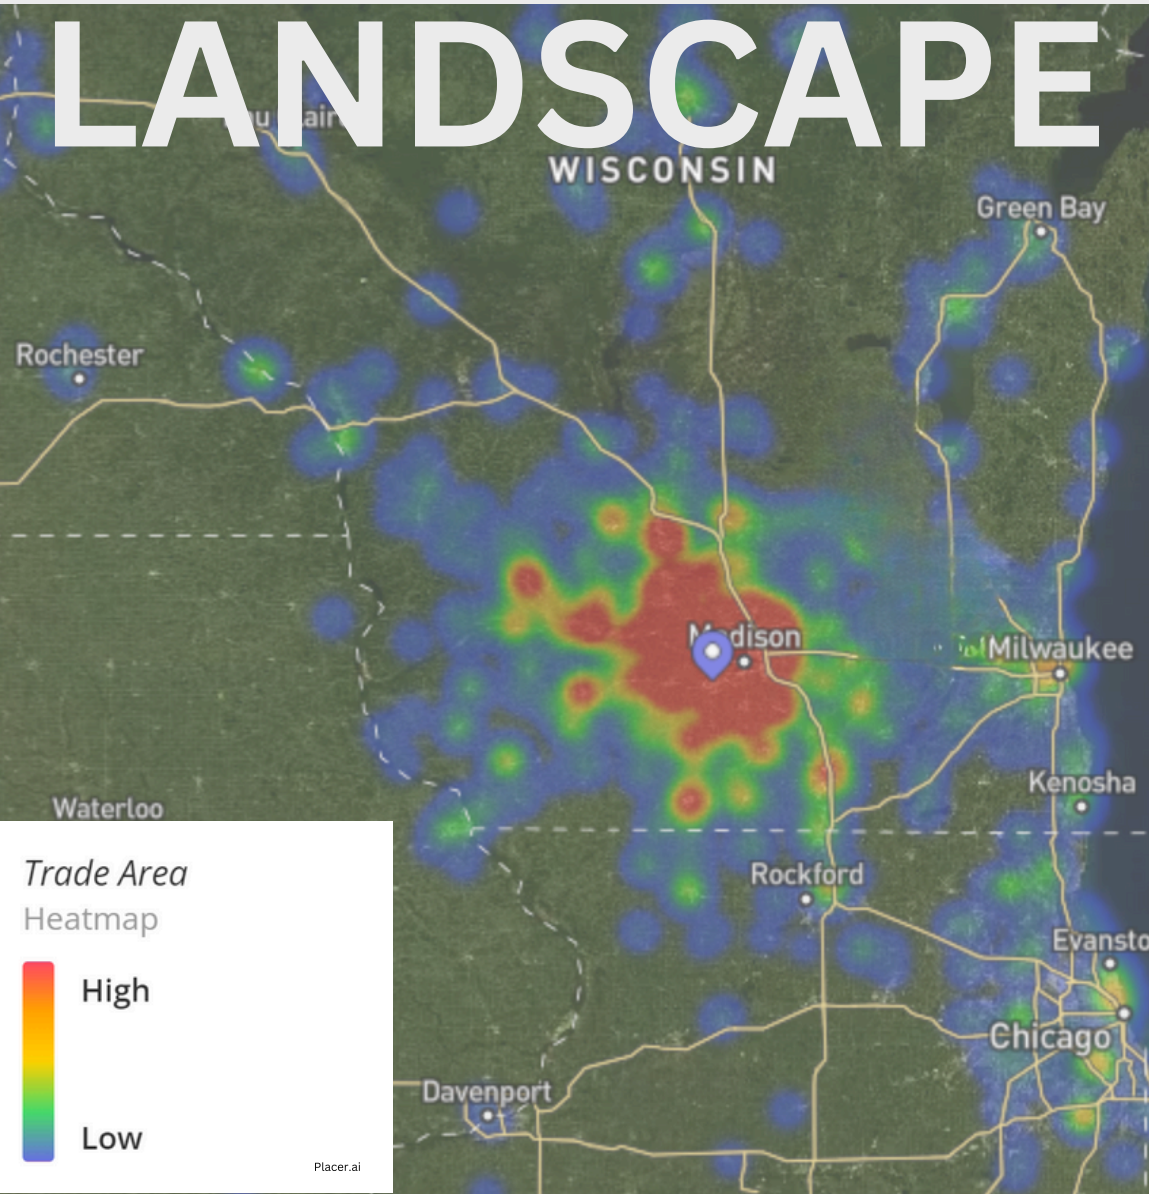 LANDSCAPE
WISCONSIN
Green Bay
Rochester
Madison
Milwaukee
Kenosha
Waterloo
Rockford
Evansto
Chicago
Davenport
Trade Area
Heatmap
High
Low
Placer.ai